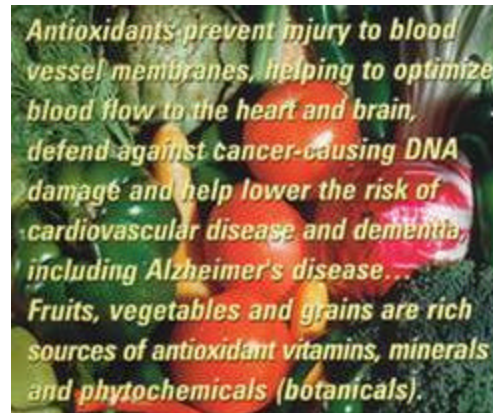 Antioxidants prevent injury to blood
vessel membranes, helping to optimize
blood flow to the heart and brain,
defend against cancer-causing DNA
damage and help lower the risk of
cardiovascular disease and dementia,
including Alzheimer's disease...
Fruits, vegetables and grains are rich
sources of antioxidant vitamins, minerals
and phytochemicals (botanicals).